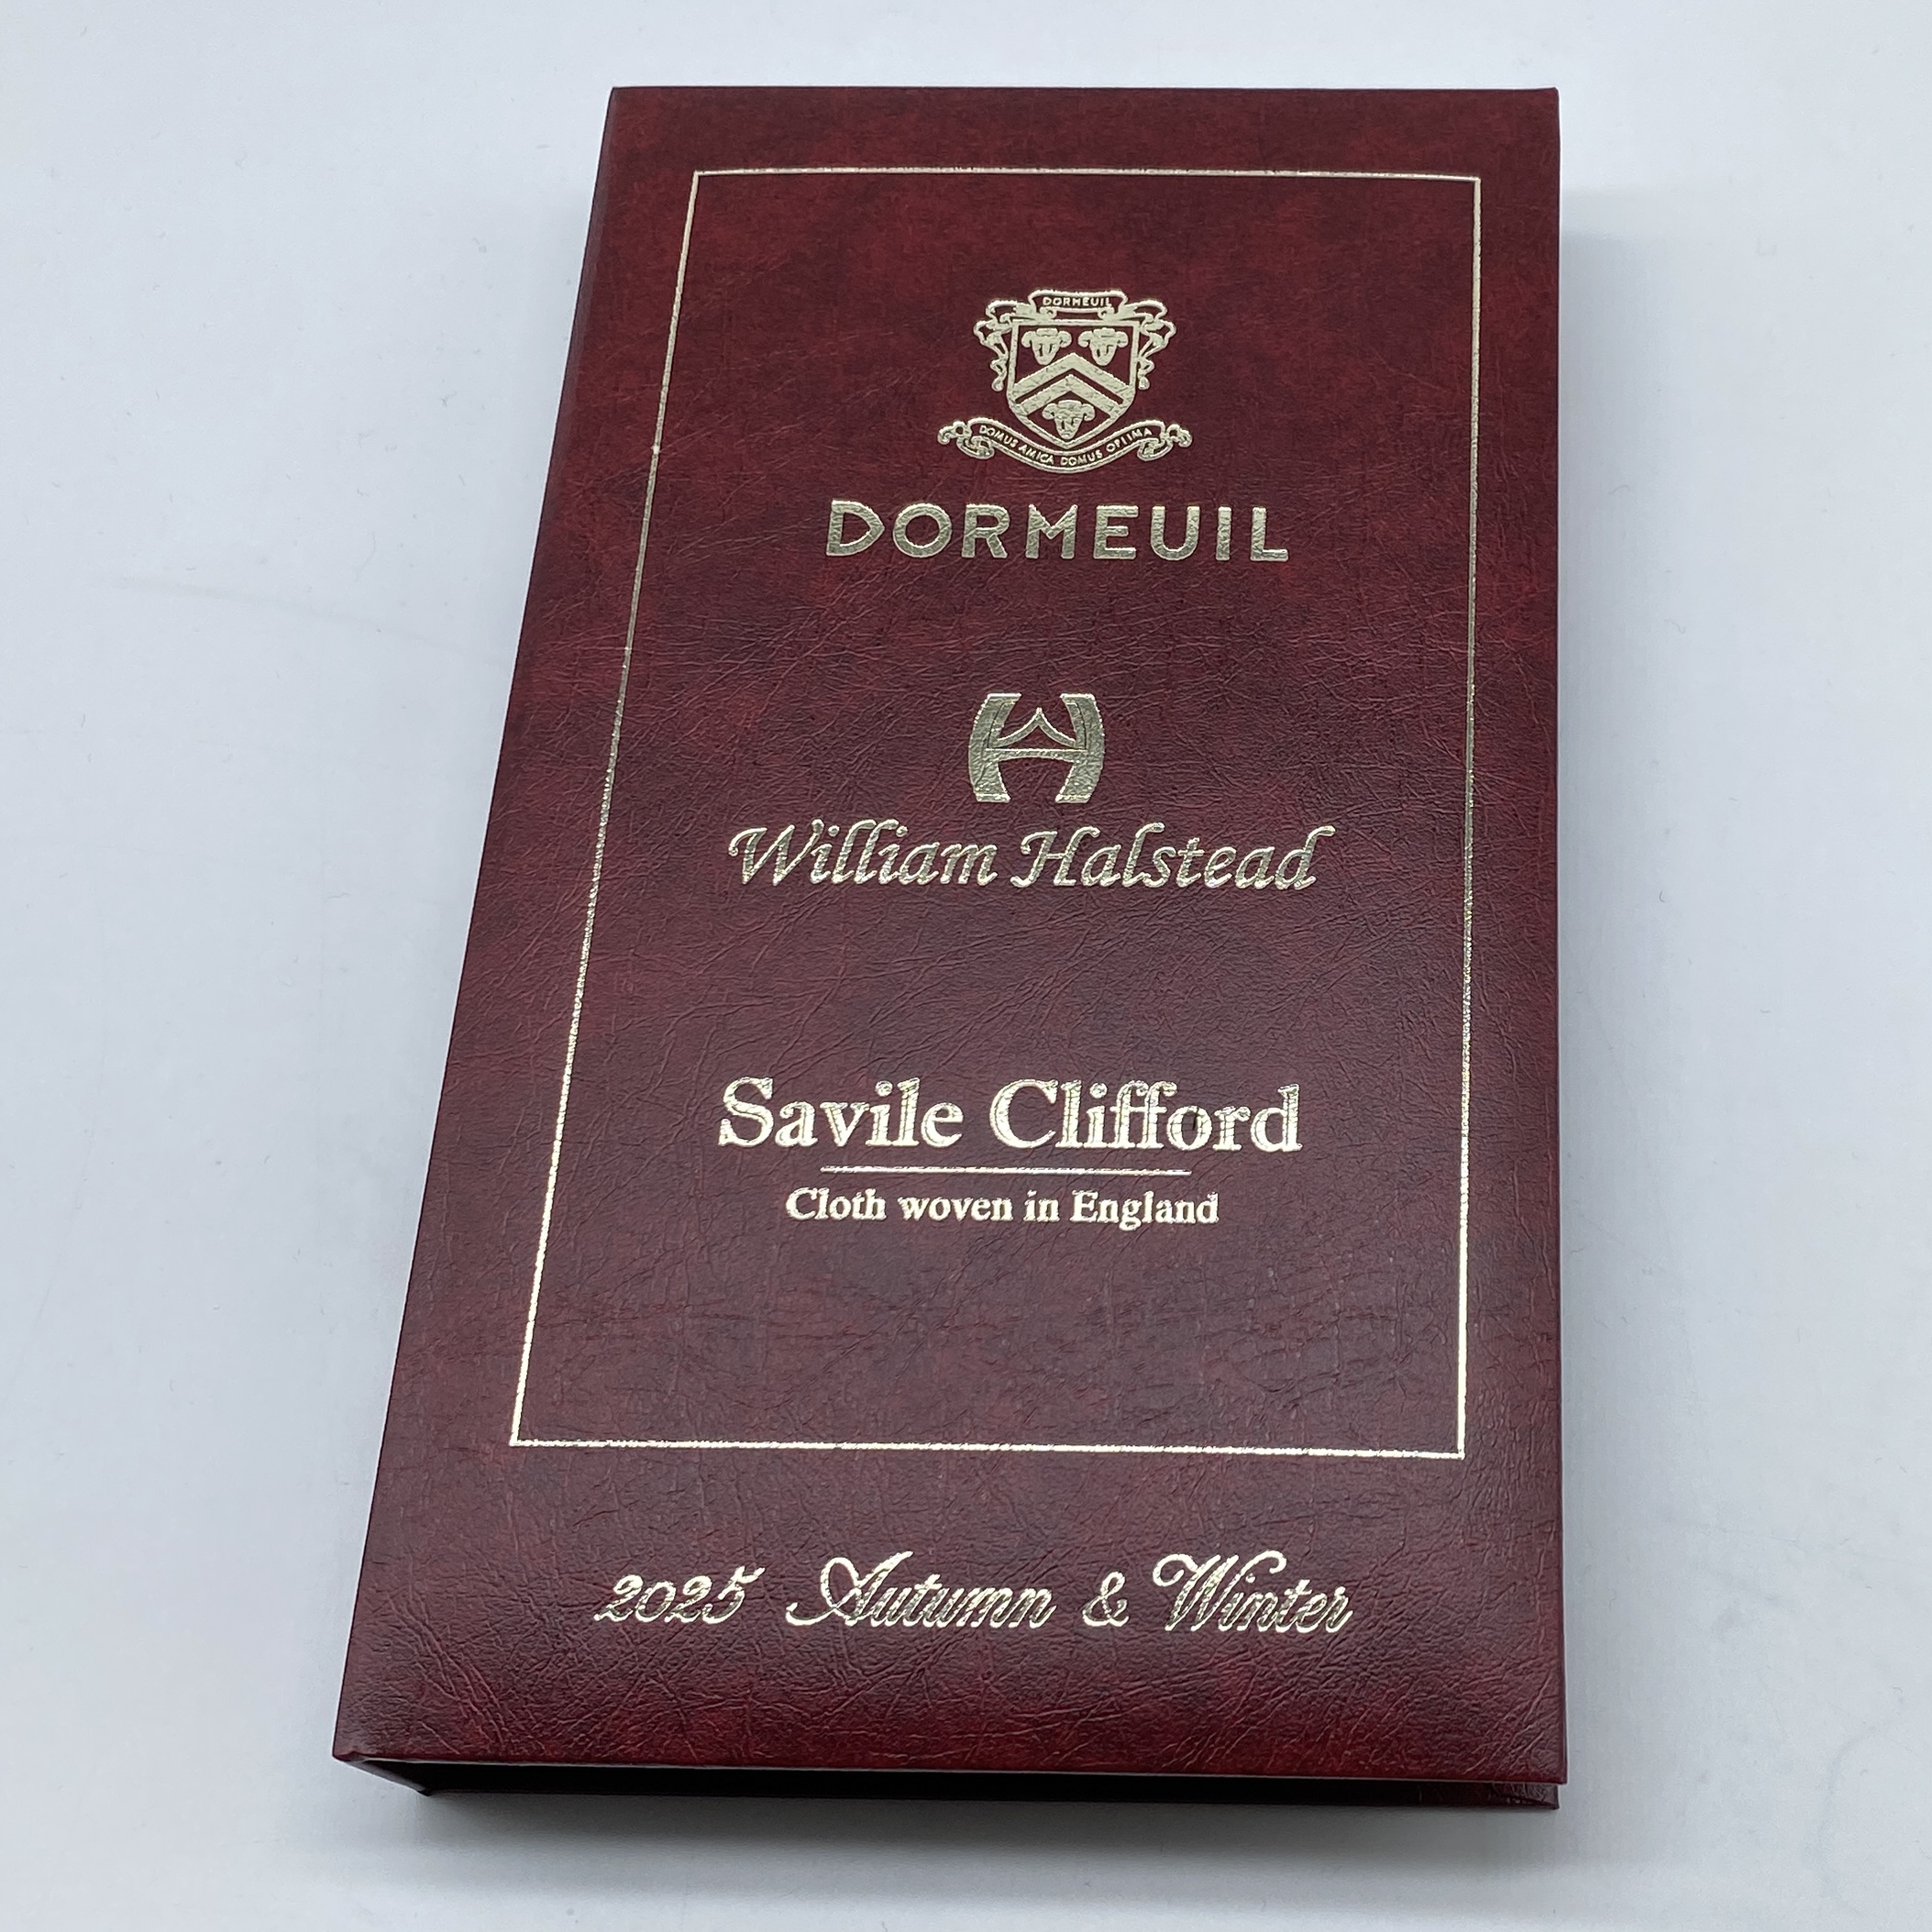 DORMEUIL
DOMUS AMICA DOMUS OPTIMA
DORMEUIL
William Halstead
Savile Clifford
Cloth woven in England
2025 Autumn & Winter